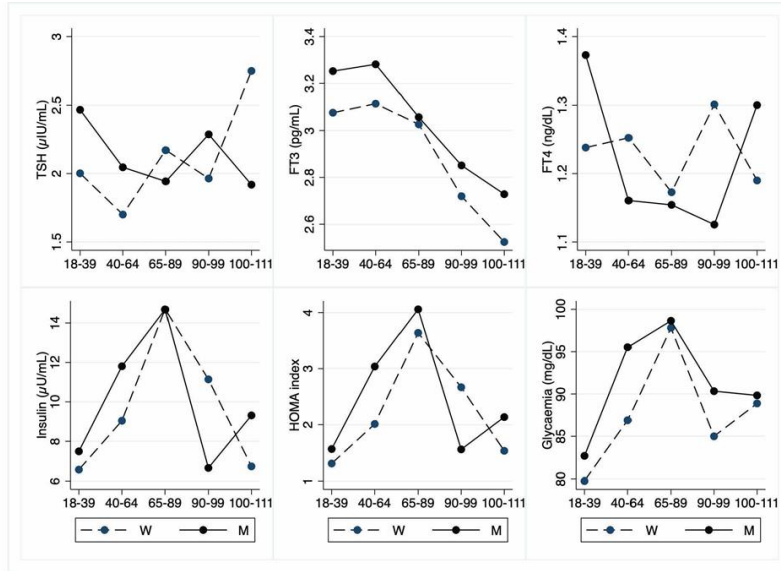 TSH (µIU/mL)
3
2.5
2
1.5
18-39 40-64 65-89 90-99 100-111
FT3 (pg/mL)
3.4
3.2
3
2.8
2.6
18-39 40-64 65-89 90-99 100-111
FT4 (ng/dL)
1.4
1.3
1.2
1.1
18-39 40-64 65-89 90-99 100-111
Insulin (µU/mL)
14
12
10
8
6
18-39 40-64 65-89 90-99 100-111
W M
HOMA index
4
3
2
1
18-39 40-64 65-89 90-99 100-111
W M
Glycaemia (mg/dL)
100
95
90
85
80
18-39 40-64 65-89 90-99 100-111
W M